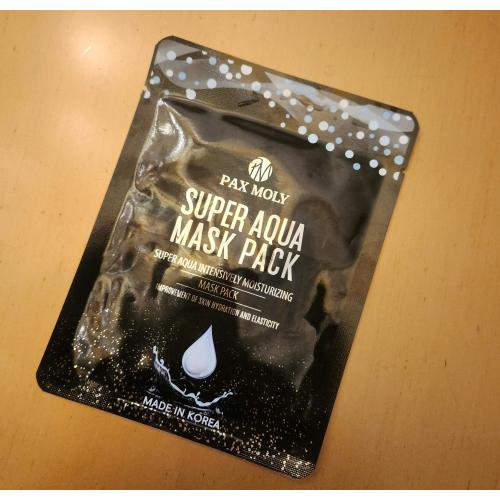 PAX MOLY
SUPER AQUA
MASK PACK
SUPER AQUA INTENSIVELY MOISTURIZING
MASK PACK
IMPROVEMENT OF SKIN HYDRATION AND ELASTICITY
MADE IN KOREA